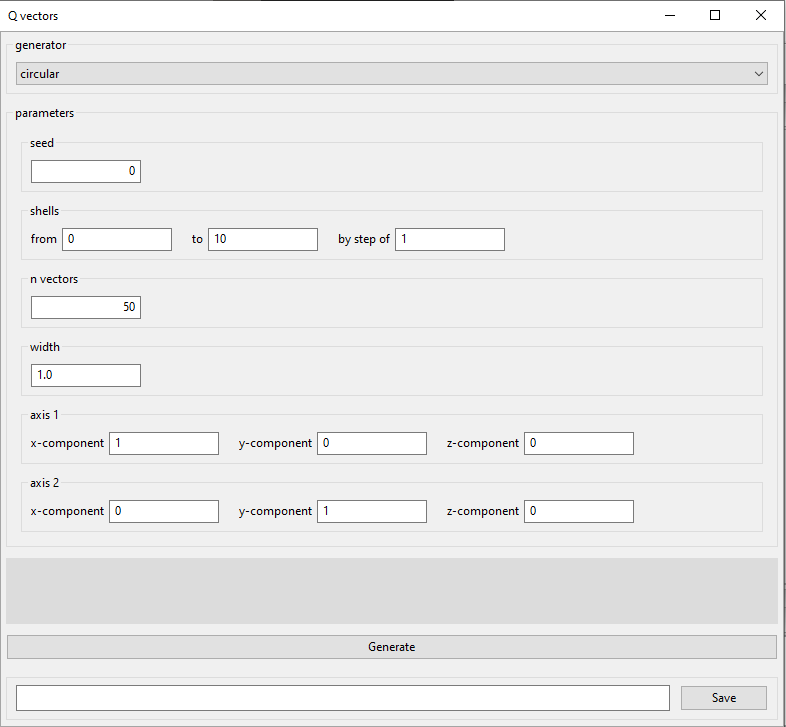 Q vectors
generator
circular
parameters
seed
0
shells
from 0 to 10 by step of 1
n vectors
50
width
1.0
axis 1
x-component 1 y-component 0 z-component 0
axis 2
x-component 0 y-component 1 z-component 0
Generate
Save